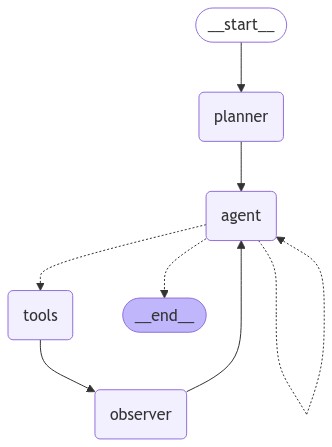 __start__
planner
agent
tools
__end__
observer